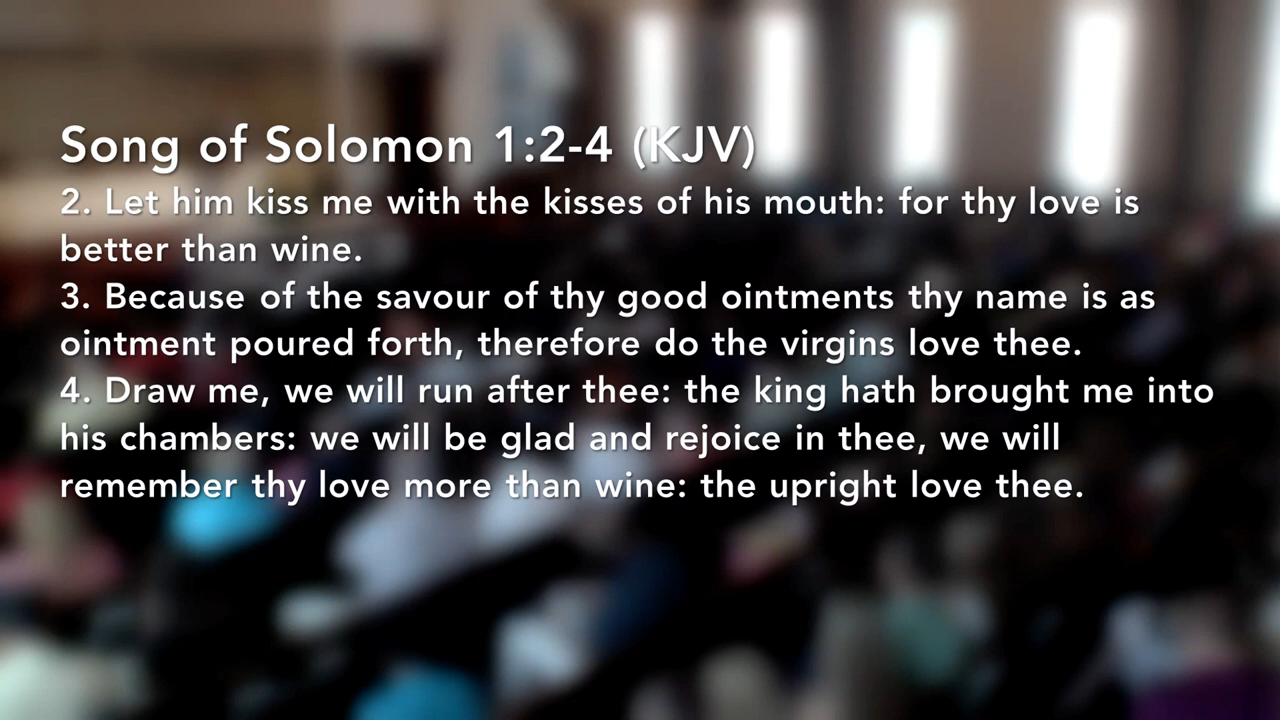 Song of Solomon 1:2-4 (KJV)
2. Let him kiss me with the kisses of his mouth: for thy love is
better than wine.
3. Because of the savour of thy good ointments thy name is as
ointment poured forth, therefore do the virgins love thee.
4. Draw me, we will run after thee: the king hath brought me into
his chambers: we will be glad and rejoice in thee, we will
remember thy love more than wine: the upright love thee.